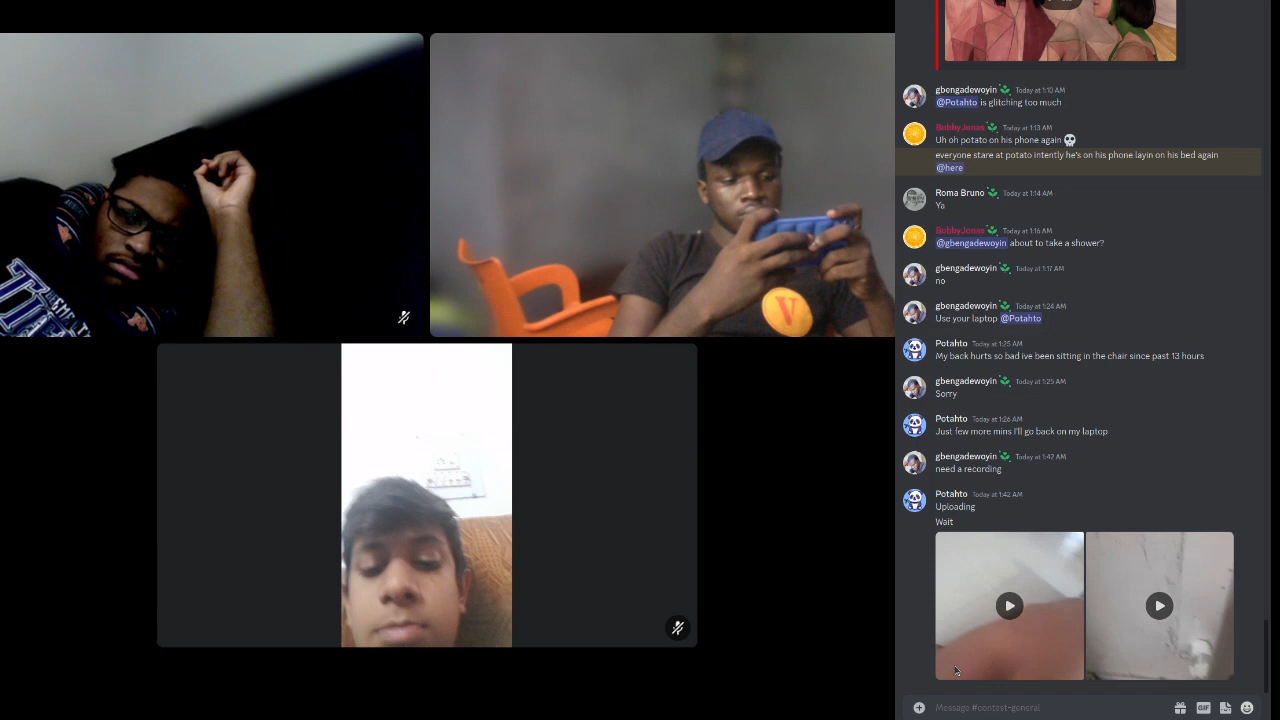 gbengadewoyin Today at 1:10 AM
@Potahto is glitching too much
BobbyJonas Today at 1:13 AM
Uh oh potato on his phone again
everyone stare at potato intently he's on his phone layin on his bed again
@here
Roma Bruno Today at 1:14 AM
Ya
BobbyJonas Today at 1:16 AM
@gbengadewoyin about to take a shower?
gbengadewoyin Today at 1:17 AM
no
gbengadewoyin Today at 1:24 AM
Use your laptop @Potahto
Potahto Today at 1:25 AM
My back hurts so bad ive been sitting in the chair since past 13 hours
gbengadewoyin Today at 1:25 AM
Sorry
Potahto Today at 1:26 AM
Just few more mins I'll go back on my laptop
gbengadewoyin Today at 1:42 AM
need a recording
Potahto Today at 1:42 AM
Uploading
Wait
Message #contest-general
GIF
V